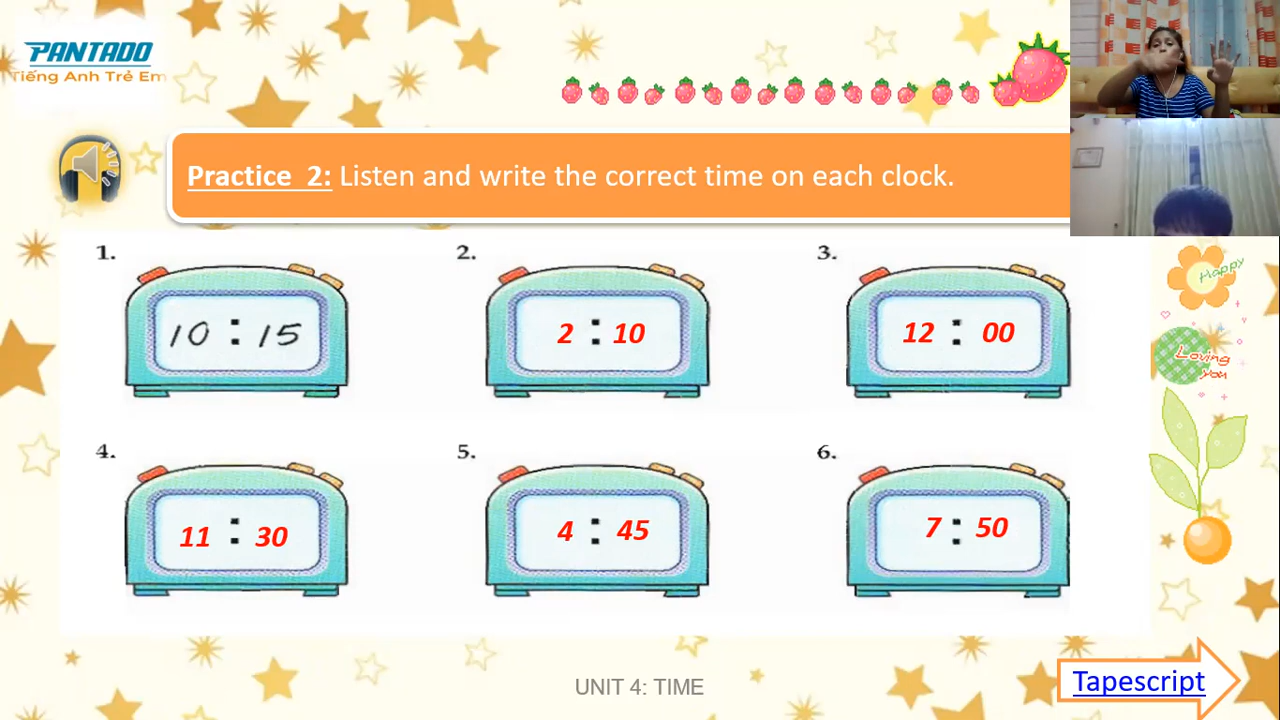 PANTADO
Tiếng Anh Trẻ Em
Practice 2: Listen and write the correct time on each clock.
1.
10 : 15
2.
2 : 10
3.
12 : 00
4.
11 : 30
5.
4 : 45
6.
7 : 50
Happy
Loving
you
UNIT 4: TIME
Tapescript